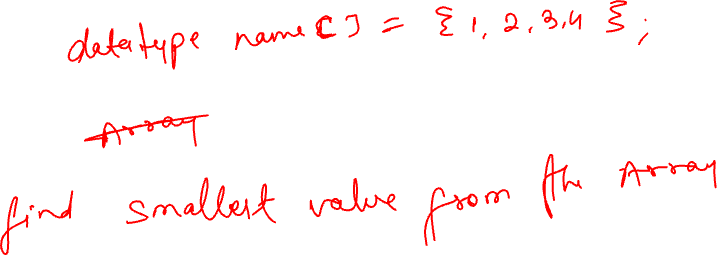 datatype name[] = {1, 2, 3, 4};
Array
find smallest value from the Array